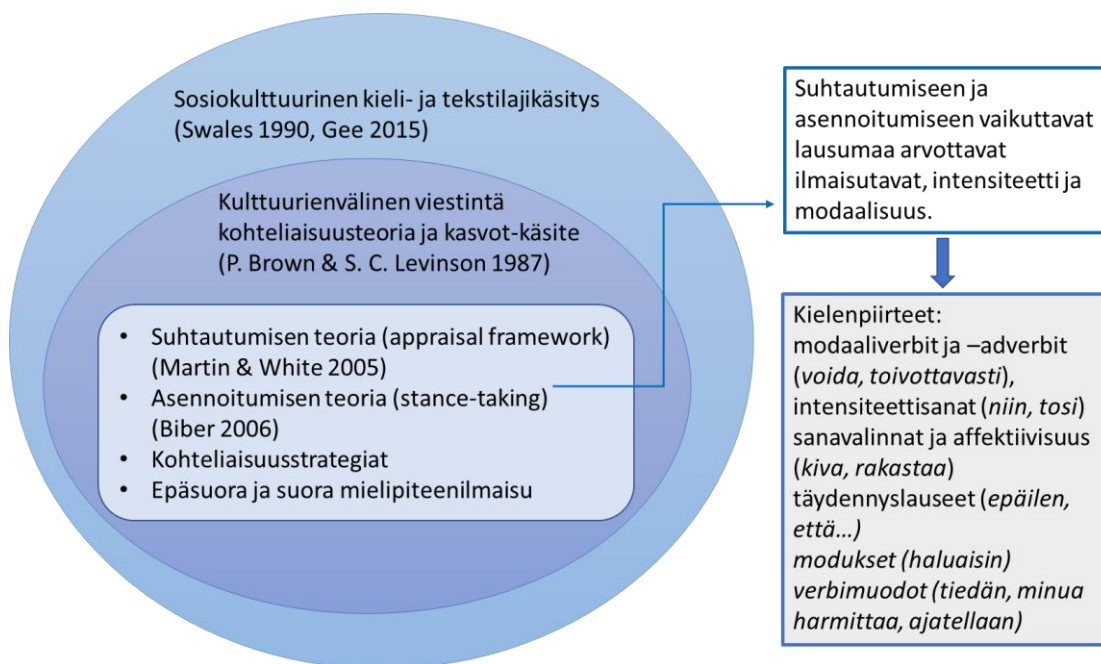 Sosiokulttuurinen kieli- ja tekstilajikäsitys
(Swales 1990, Gee 2015)
Kulttuurienvälinen viestintä
kohteliaisuusteoria ja kasvot-käsite
(P. Brown & S. C. Levinson 1987)
• Suhtautumisen teoria (appraisal framework)
(Martin & White 2005)
• Asennoitumisen teoria (stance-taking)
(Biber 2006)
• Kohteliaisuusstrategiat
• Epäsuora ja suora mielipiteenilmaisu
Suhtautumiseen ja
asennoitumiseen vaikuttavat
lausumaa arvottavat
ilmaisutavat, intensiteetti ja
modaalisuus.
Kielenpiirteet:
modaaliverbit ja –adverbit
(voida, toivottavasti),
intensiteettisanat (niin, tosi)
sanavalinnat ja affektiivisuus
(kiva, rakastaa)
täydennyslauseet (epäilen,
että...)
modukset (haluaisin)
verbimuodot (tiedän, minua
harmittaa, ajatellaan)